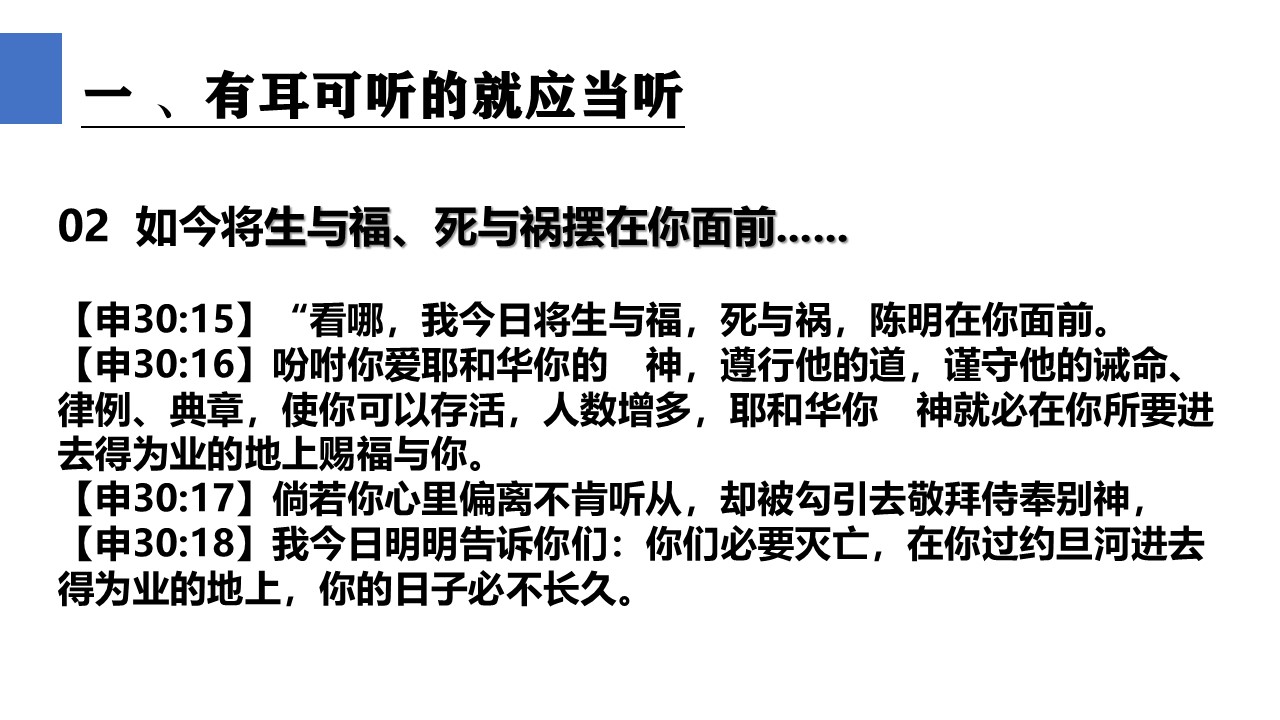 一 、有耳可听的就应当听
02 如今将生与福、死与祸摆在你面前……
【申30:15】“看哪，我今日将生与福，死与祸，陈明在你面前。
【申30:16】吩咐你爱耶和华你的　神，遵行他的道，谨守他的诫命、
律例、典章，使你可以存活，人数增多，耶和华你　神就必在你所要进
去得为业的地上赐福与你。
【申30:17】倘若你心里偏离不肯听从，却被勾引去敬拜侍奉别神，
【申30:18】我今日明明告诉你们：你们必要灭亡，在你过约旦河进去
得为业的地上，你的日子必不长久。